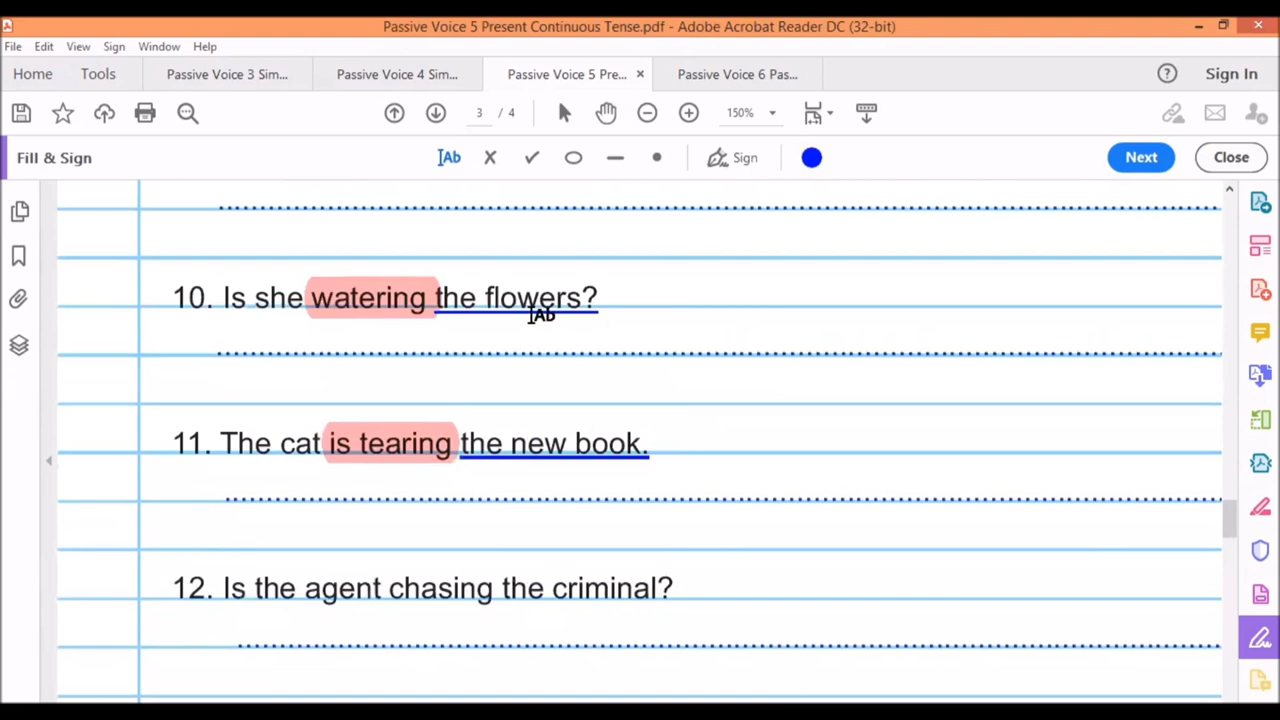 Passive Voice 5 Present Continuous Tense.pdf - Adobe Acrobat Reader DC (32-bit)
File Edit View Sign Window Help
Home Tools Passive Voice 3 Sim... Passive Voice 4 Sim... Passive Voice 5 Pre... × Passive Voice 6 Pas... Sign In
3 / 4 150%
Fill & Sign Ab Sign Next Close
10. Is she watering the flowers?
Ab
11. The cat is tearing the new book.
12. Is the agent chasing the criminal?